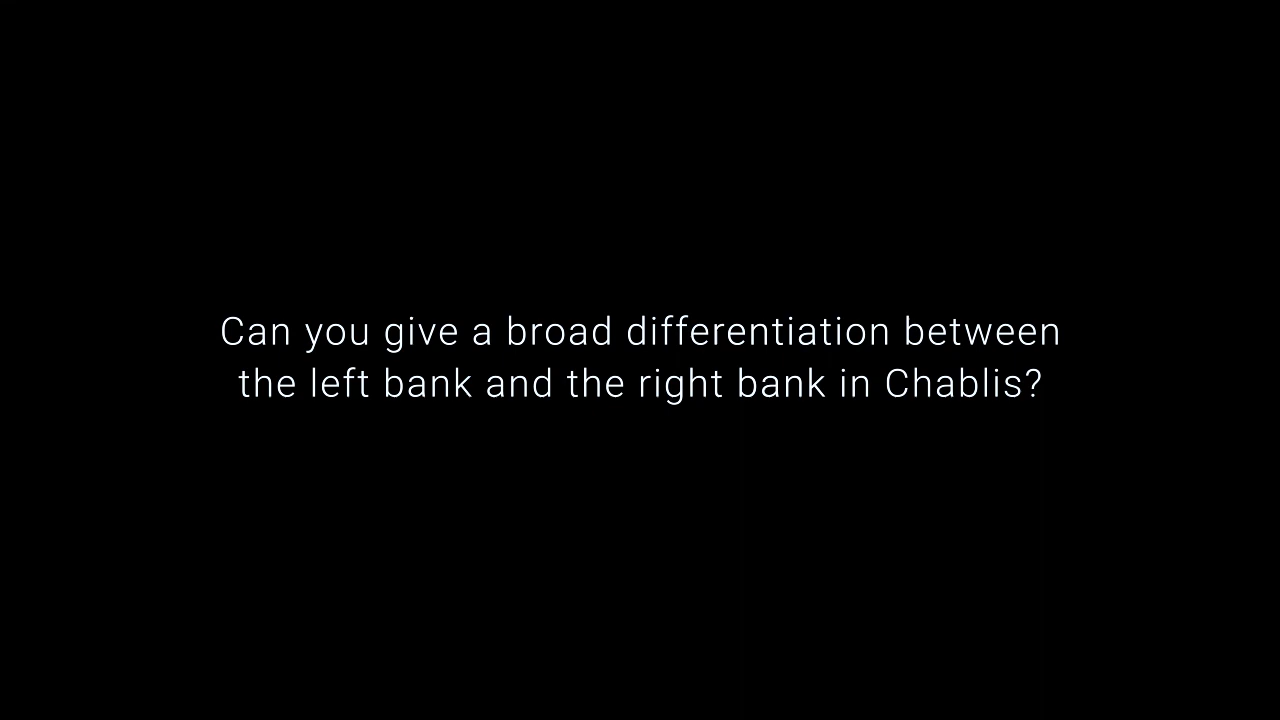 Can you give a broad differentiation between
the left bank and the right bank in Chablis?